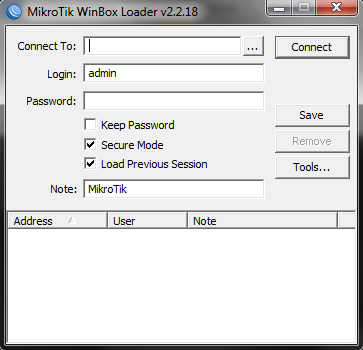 MikroTik WinBox Loader v2.2.18
Connect To: ... Connect
Login: admin
Password:
Keep Password
Save
Secure Mode
Remove
Load Previous Session
Tools...
Note: MikroTik
Address User Note